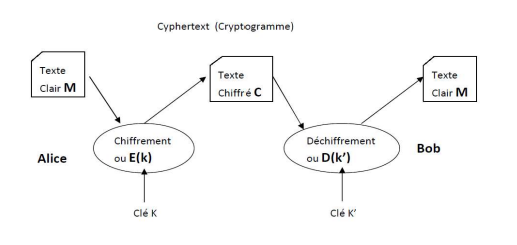 Cyphertext (Cryptogramme)
Texte
Clair M
Texte
Chiffré C
Texte
Clair M
Alice
Chiffrement
ou E(k)
Déchiffrement
ou D(k')
Bob
Clé K
Clé K'